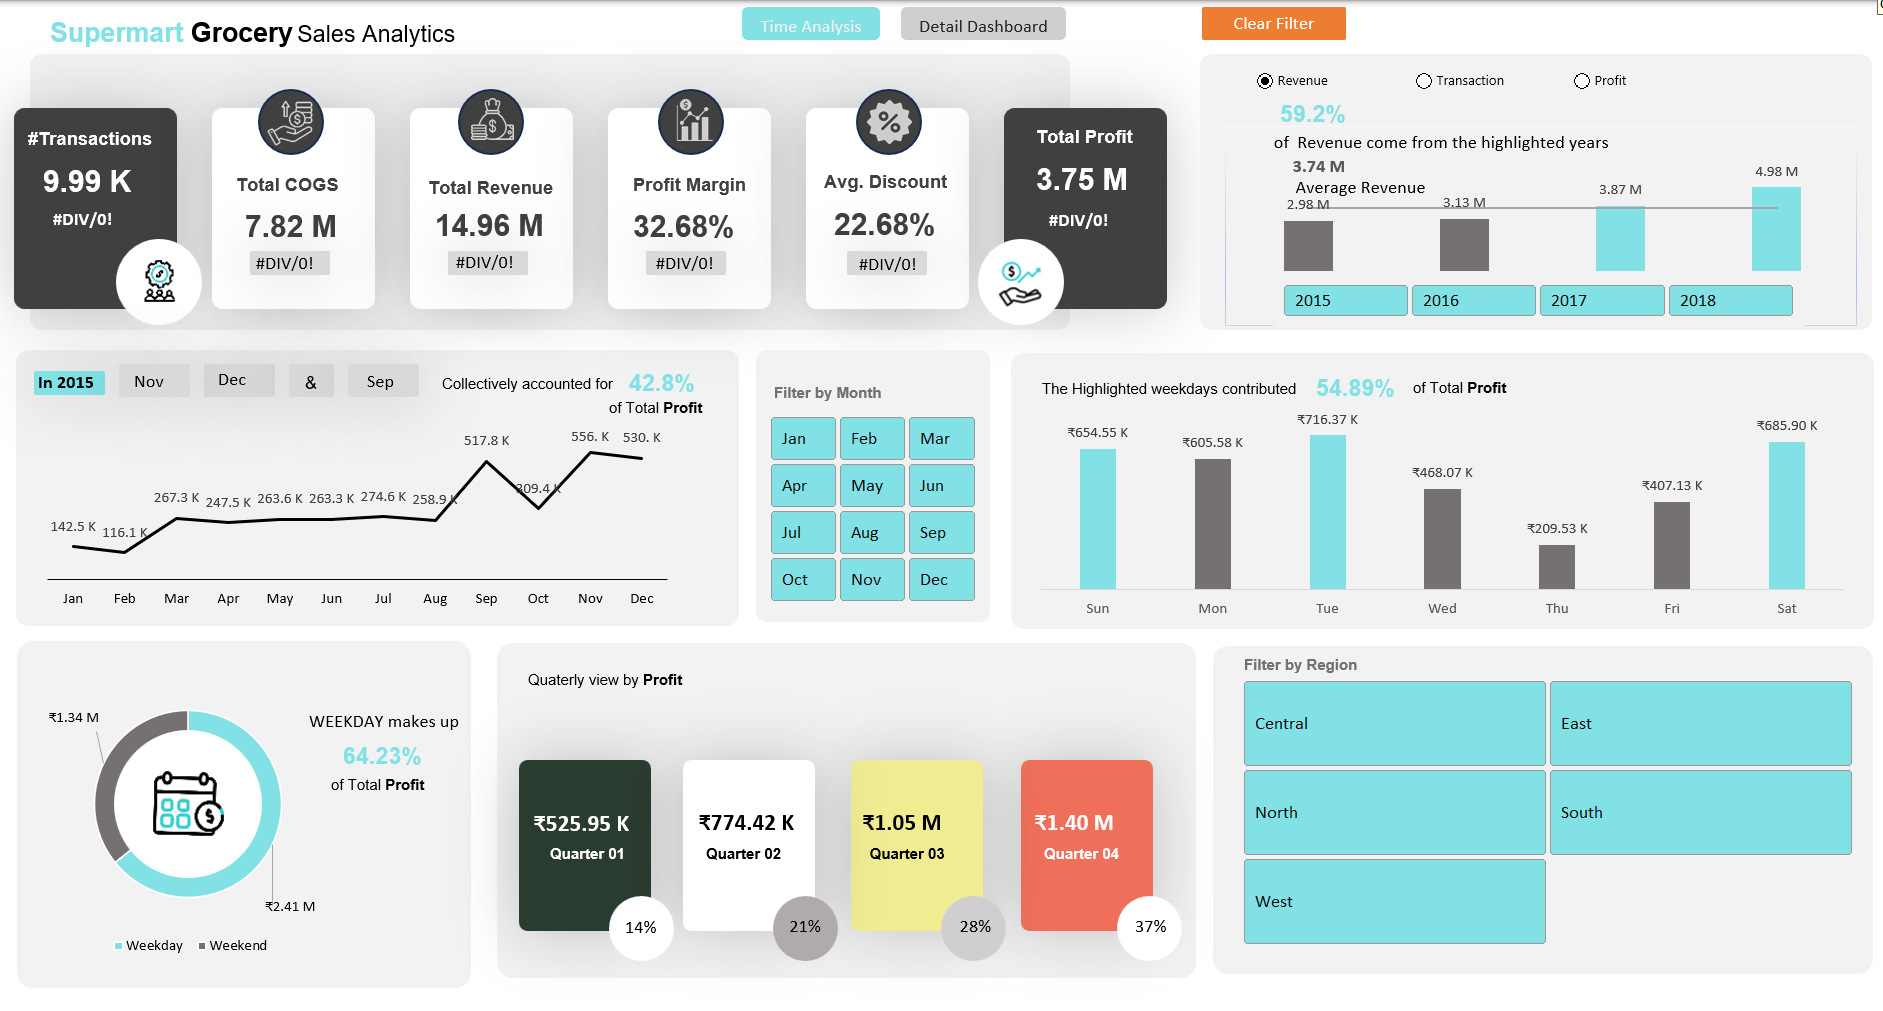 Supermart Grocery Sales Analytics
Time Analysis
Detail Dashboard
Clear Filter
#Transactions
9.99 K
#DIV/0!
Total COGS
7.82 M
#DIV/0!
Total Revenue
14.96 M
#DIV/0!
Profit Margin
32.68%
#DIV/0!
Avg. Discount
22.68%
#DIV/0!
Total Profit
3.75 M
#DIV/0!
Revenue
Transaction
Profit
59.2%
of Revenue come from the highlighted years
3.74 M
Average Revenue
2.98 M
3.13 M
3.87 M
4.98 M
2015
2016
2017
2018
In 2015
Nov
Dec
&
Sep
Collectively accounted for 42.8%
of Total Profit
142.5 K
116.1 K
267.3 K
247.5 K
263.6 K
263.3 K
274.6 K
258.9 K
517.8 K
309.4 K
556. K
530. K
Jan
Feb
Mar
Apr
May
Jun
Jul
Aug
Sep
Oct
Nov
Dec
Filter by Month
Jan
Feb
Mar
Apr
May
Jun
Jul
Aug
Sep
Oct
Nov
Dec
The Highlighted weekdays contributed 54.89% of Total Profit
₹654.55 K
₹605.58 K
₹716.37 K
₹468.07 K
₹209.53 K
₹407.13 K
₹685.90 K
Sun
Mon
Tue
Wed
Thu
Fri
Sat
₹1.34 M
₹2.41 M
WEEKDAY makes up
64.23%
of Total Profit
Weekday
Weekend
Quaterly view by Profit
₹525.95 K
Quarter 01
14%
₹774.42 K
Quarter 02
21%
₹1.05 M
Quarter 03
28%
₹1.40 M
Quarter 04
37%
Filter by Region
Central
East
North
South
West